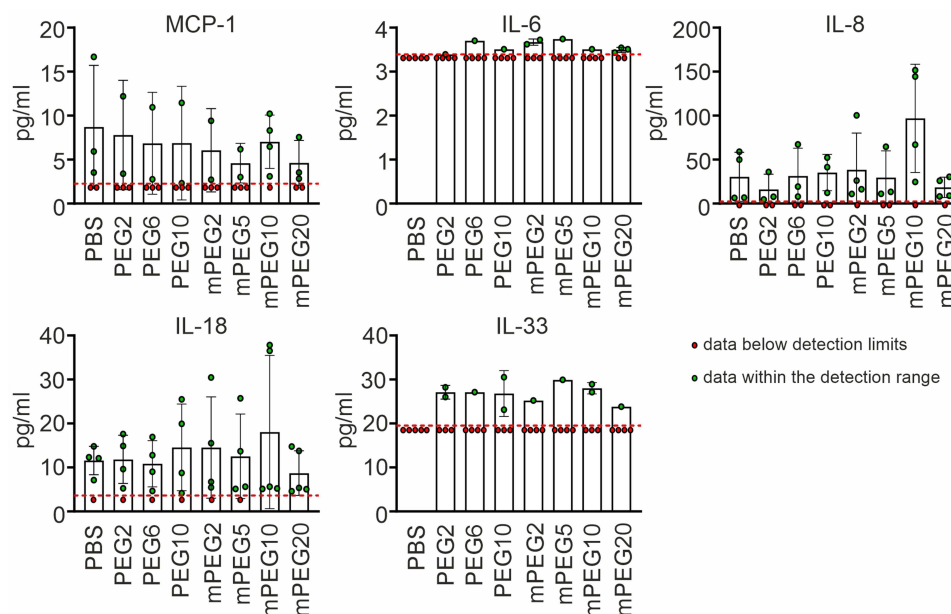 MCP-1
IL-6
IL-8
pg/ml
20
15
10
5
0
PBS
PEG2
PEG6
PEG10
mPEG2
mPEG5
mPEG10
mPEG20
pg/ml
6
4
2
0
PBS
PEG2
PEG6
PEG10
mPEG2
mPEG5
mPEG10
mPEG20
pg/ml
200
150
100
50
0
PBS
PEG2
PEG6
PEG10
mPEG2
mPEG5
mPEG10
mPEG20
IL-18
IL-33
pg/ml
40
30
20
10
0
PBS
PEG2
PEG6
PEG10
mPEG2
mPEG5
mPEG10
mPEG20
pg/ml
40
30
20
10
0
PBS
PEG2
PEG6
PEG10
mPEG2
mPEG5
mPEG10
mPEG20
data below detection limits
data within the detection range